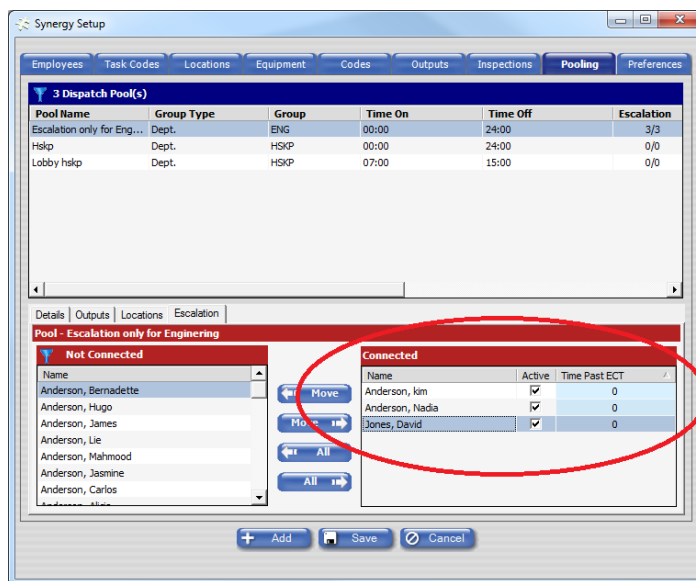 Synergy Setup
Employees Task Codes Locations Equipment Codes Outputs Inspections Pooling Preferences
3 Dispatch Pool(s)
Pool Name Group Type Group Time On Time Off Escalation
Escalation only for Eng... Dept. ENG 00:00 24:00 3/3
Hskp Dept. HSKP 00:00 24:00 0/0
Lobby hskp Dept. HSKP 07:00 15:00 0/0
Details Outputs Locations Escalation
Pool - Escalation only for Enginering
Not Connected
Name
Anderson, Bernadette
Anderson, Hugo
Anderson, James
Anderson, Lie
Anderson, Mahmood
Anderson, Jasmine
Anderson, Carlos
Move
Move
All
All
Connected
Name Active Time Past ECT
Anderson, kim 0
Anderson, Nadia 0
Jones, David 0
Add Save Cancel